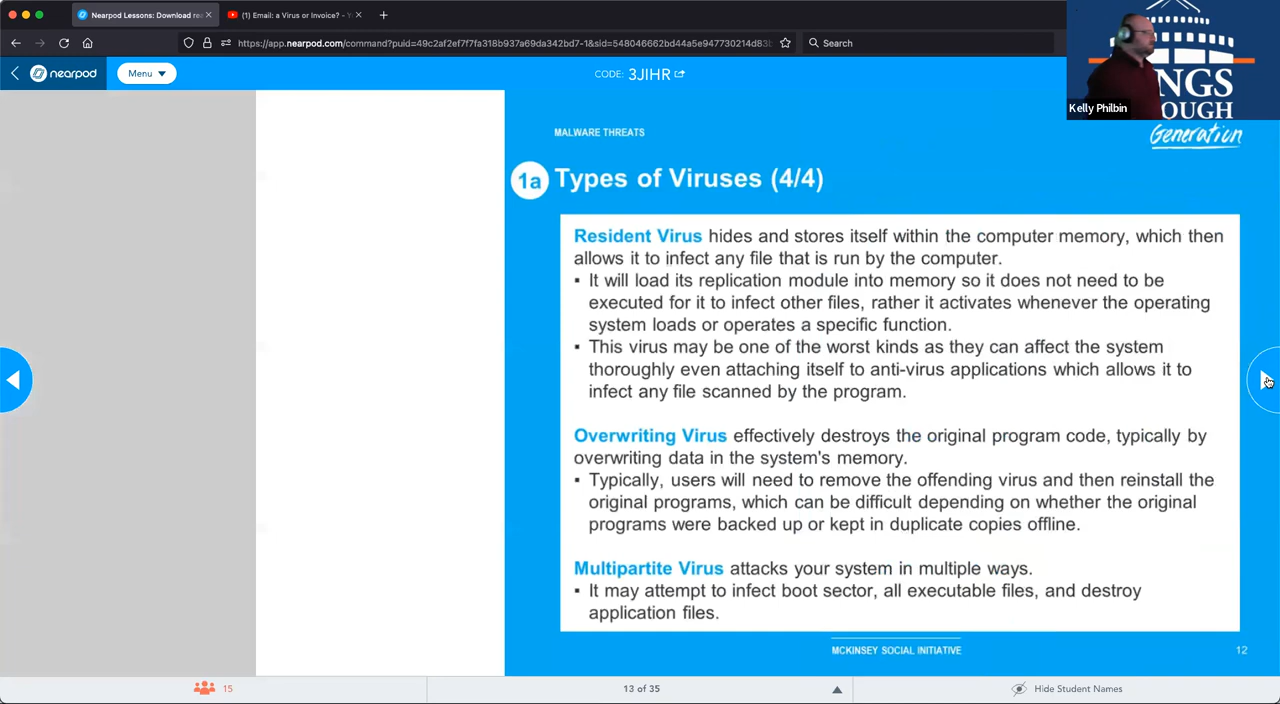 Nearpod Lessons: Download rea
(1) Email: a Virus or Invoice? - Y
https://app.nearpod.com/command?puid=49c2af2ef7f7fa318b937a69da342bd7-1&sid=548046662bd44a5e947730214d83b
Search
nearpod
Menu
CODE: 3JIHR
NGS
OUGH
Generation
Kelly Philbin
MALWARE THREATS
1a Types of Viruses (4/4)
Resident Virus hides and stores itself within the computer memory, which then
allows it to infect any file that is run by the computer.
▪ It will load its replication module into memory so it does not need to be
executed for it to infect other files, rather it activates whenever the operating
system loads or operates a specific function.
▪ This virus may be one of the worst kinds as they can affect the system
thoroughly even attaching itself to anti-virus applications which allows it to
infect any file scanned by the program.
Overwriting Virus effectively destroys the original program code, typically by
overwriting data in the system's memory.
▪ Typically, users will need to remove the offending virus and then reinstall the
original programs, which can be difficult depending on whether the original
programs were backed up or kept in duplicate copies offline.
Multipartite Virus attacks your system in multiple ways.
▪ It may attempt to infect boot sector, all executable files, and destroy
application files.
MCKINSEY SOCIAL INITIATIVE
12
15
13 of 35
Hide Student Names